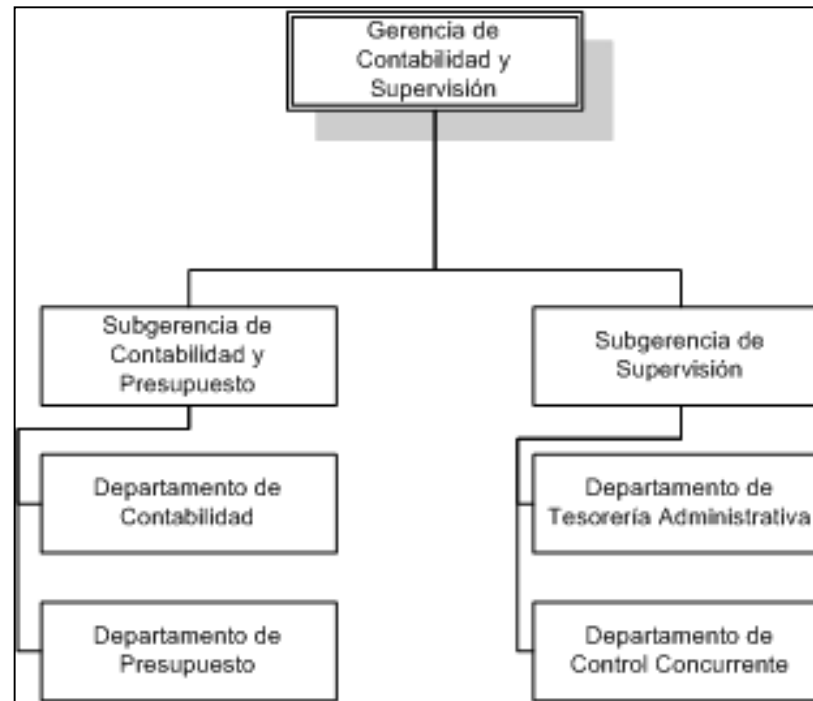 Gerencia de
Contabilidad y
Supervisión
Subgerencia de
Contabilidad y
Presupuesto
Subgerencia de
Supervisión
Departamento de
Contabilidad
Departamento de
Tesorería Administrativa
Departamento de
Presupuesto
Departamento de
Control Concurrente